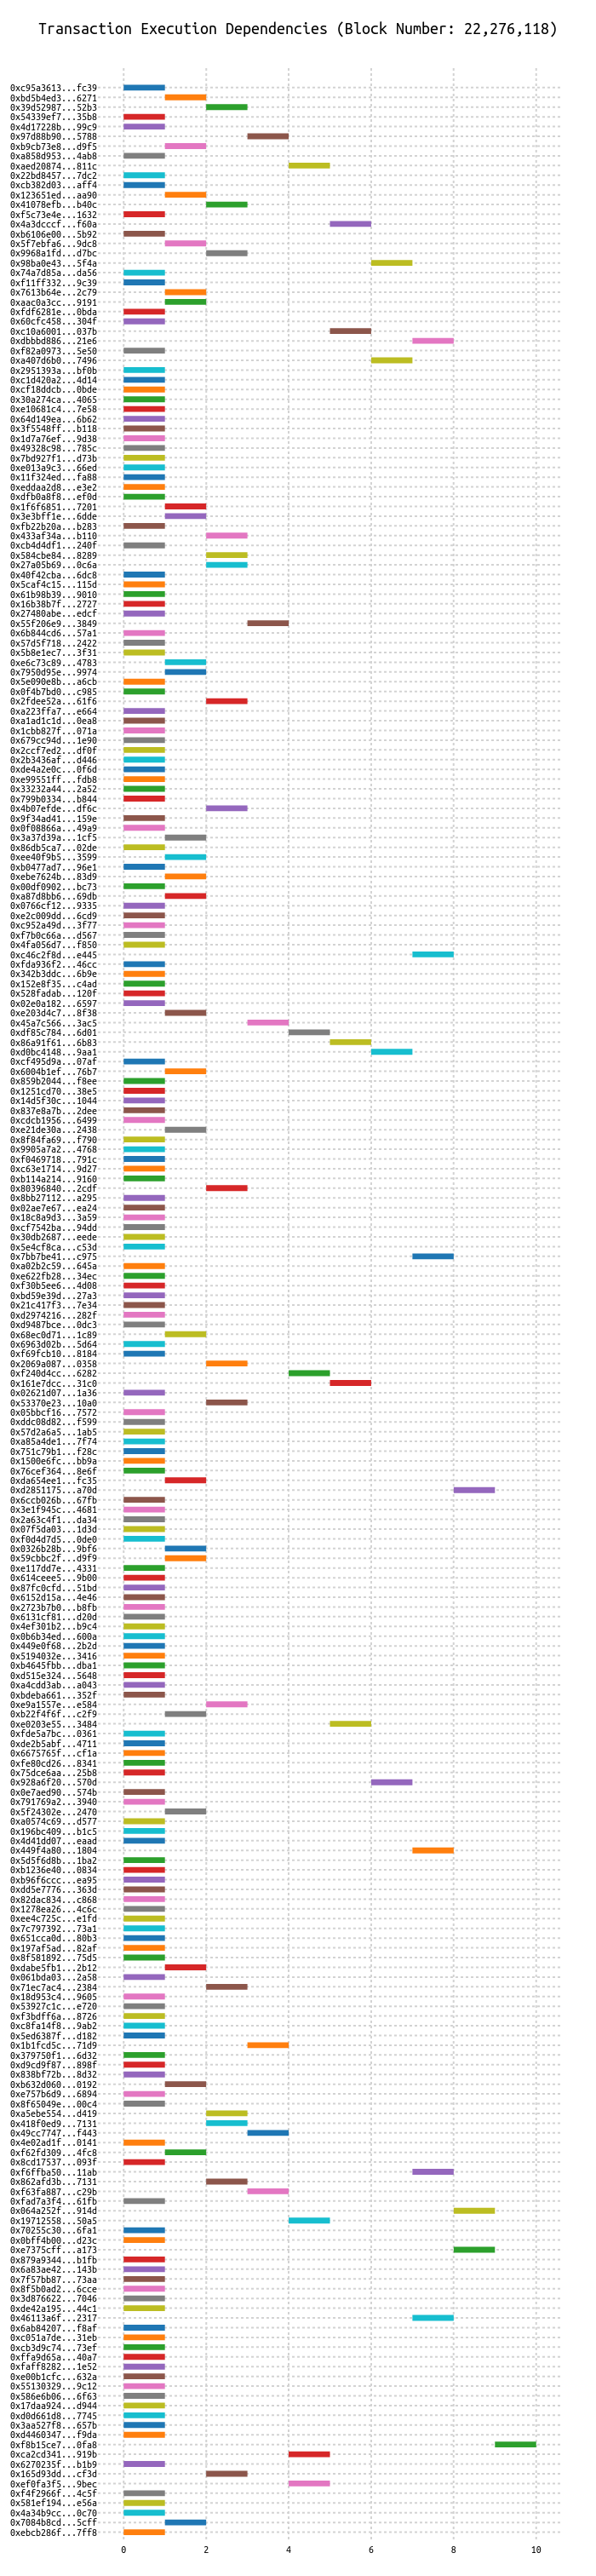 Transaction Execution Dependencies (Block Number: 22,276,118)
0xc95a3613...fc39
0xbd5b4ed3...6271
0x39d52987...52b3
0x54339ef7...35b8
0x4d17228b...99c9
0x97d88b90...5788
0xb9cb73e8...d9f5
0xa858d953...4ab8
0xaed20874...811c
0x22bd8457...7dc2
0xcb382d03...aff4
0x123651ed...aa90
0x41078efb...b40c
0xf5c73e4e...1632
0x4a3dcccf...f60a
0xb6106e00...5b92
0x5f7ebfa6...9dc8
0x9968a1fd...d7bc
0x98ba0e43...5f4a
0x74a7d85a...da56
0xf11ff332...9c39
0x7613b64e...2c79
0xaac0a3cc...9191
0xfdf6281e...0bda
0x60cfc458...304f
0xc10a6001...037b
0xdbbbd886...21e6
0xf82a0973...5e50
0xa407d6b0...7496
0x2951393a...bf0b
0xc1d420a2...4d14
0xcf18ddcb...0bde
0x30a274ca...4065
0xe10681c4...7e58
0x64d149ea...6b62
0x3f5548ff...b118
0x1d7a76ef...9d38
0x49328c98...785c
0x7bd927f1...d73b
0xe013a9c3...66ed
0x11f324ed...fa88
0xeddaa2d8...e3e2
0xdfb0a8f8...ef0d
0x1f6f6851...7201
0x3e3bff1e...6dde
0xfb22b20a...b283
0x433af34a...b110
0xcb4d4df1...240f
0x584cbe84...8289
0x27a05b69...0c6a
0x40f42cba...6dc8
0x5caf4c15...115d
0x61b98b39...9010
0x16b38b7f...2727
0x27480abe...edcf
0x55f206e9...3849
0x6b844cd6...57a1
0x57d5f718...2422
0x5b8e1ec7...3f31
0xe6c73c89...4783
0x7950d95e...9974
0x5e090e8b...a6cb
0x0f4b7bd0...c985
0x2fdee52a...61f6
0xa223ffa7...e664
0xa1ad1c1d...0ea8
0x1cbb827f...071a
0x679cc94d...1e90
0x2ccf7ed2...df0f
0x2b3436af...d446
0xde4a2e0c...0f6d
0xe99551ff...fdb8
0x33232a44...2a52
0x799b0334...b844
0x4b07efde...df6c
0x9f34ad41...159e
0x0f08866a...49a9
0x3a37d39a...1cf5
0x86db5ca7...02de
0xee40f9b5...3599
0xb0477ad7...96e1
0xebe7624b...83d9
0x00df0902...bc73
0xa87d8bb6...69db
0x0766cf12...9335
0xe2c009dd...6cd9
0xc952a49d...3f77
0xf7b0c66a...d567
0x4fa056d7...f850
0xc46c2f8d...e445
0xfda936f2...46cc
0x342b3ddc...6b9e
0x152e8f35...c4ad
0x528fadab...120f
0x02e0a182...6597
0xe203d4c7...8f38
0x45a7c566...3ac5
0xdf85c784...6d01
0x86a91f61...6b83
0xd0bc4148...9aa1
0xcf495d9a...07af
0x6004b1ef...76b7
0x859b2044...f8ee
0x1251cd70...38e5
0x14d5f30c...1044
0x837e8a7b...2dee
0xcdcb1956...6499
0xe21de30a...2438
0x8f84fa69...f790
0x9905a7a2...4768
0xf0469718...791c
0xc63e1714...9d27
0xb114a214...9160
0x80396840...2cdf
0x8bb27112...a295
0x02ae7e67...ea24
0x18c8a9d3...3a59
0xcf7542ba...94dd
0x30db2687...eede
0x5e4cf8ca...c53d
0x7bb7be41...c975
0xa02b2c59...645a
0xe622fb28...34ec
0xf30b5ee6...4d08
0xbd59e39d...27a3
0x21c417f3...7e34
0xd2974216...282f
0xd9487bce...0dc3
0x68ec0d71...1c89
0x6963d02b...5d64
0xf69fcb10...8184
0x2069a087...0358
0xf240d4cc...6282
0x161e7dcc...31c0
0x02621d07...1a36
0x53370e23...10a0
0x05bbcf16...7572
0xddc08d82...f599
0x57d2a6a5...1ab5
0xa85a4de1...7f74
0x751c79b1...f28c
0x1500e6fc...bb9a
0x76cef364...8e6f
0xda654ee1...fc35
0xd2851175...a70d
0x6ccb026b...67fb
0x3e1f945c...4681
0x2a63c4f1...da34
0x07f5da03...1d3d
0xf0d4d7d5...0de0
0x0326b28b...9bf6
0x59cbbc2f...d9f9
0xe117dd7e...4331
0x614ceee5...9b00
0x87fc0cfd...51bd
0x6152d15a...4e46
0x2723b7b0...b8fb
0x6131cf81...d20d
0x4ef301b2...b9c4
0x0b6b34ed...600a
0x449e0f68...2b2d
0x5194032e...3416
0xb4645fbb...dba1
0xd515e324...5648
0xa4cdd3ab...a043
0xbdeba661...352f
0xe9a1557e...e584
0xb22f4f6f...c2f9
0xe0203e55...3484
0xfde5a7bc...0361
0xde2b5abf...4711
0x6675765f...cf1a
0xfe80cd26...8341
0x75dce6aa...25b8
0x928a6f20...570d
0x0e7aed90...574b
0x791769a2...3940
0x5f24302e...2470
0xa0574c69...d577
0x196bc409...b1c5
0x4d41dd07...eaad
0x449f4a80...1804
0x5d5f6d8b...1ba2
0xb1236e40...0834
0xb96f6ccc...ea95
0xdd5e7776...363d
0x82dac834...c868
0x1278ea26...4c6c
0xee4c725c...e1fd
0x7c797392...73a1
0x651cca0d...80b3
0x197af5ad...82af
0x8f581892...75d5
0xdabe5fb1...2b12
0x061bda03...2a58
0x71ec7ac4...2384
0x18d953c4...9605
0x53927c1c...e720
0xf3bdff6a...8726
0xc8fa14f8...9ab2
0x5ed6387f...d182
0x1b1fcd5c...71d9
0x379750f1...6d32
0xd9cd9f87...898f
0x838bf72b...8d32
0xb632d060...0192
0xe757b6d9...6894
0x8f65049e...00c4
0xa5ebe554...d419
0x418f0ed9...7131
0x49cc7747...f443
0x4e02ad1f...0141
0xf62fd309...4fc8
0x8cd17537...093f
0xf6ffba50...11ab
0x862afd3b...7131
0xf63fa887...c29b
0xfad7a3f4...61fb
0x064a252f...914d
0x19712558...50a5
0x70255c30...6fa1
0x0bff4b00...d23c
0xe7375cff...a173
0x879a9344...b1fb
0x6a83ae42...143b
0x7f57bb87...73aa
0x8f5b0ad2...6cce
0x3d876622...7046
0xde42a195...44c1
0x46113a6f...2317
0x6ab84207...f8af
0xc051a7de...31eb
0xcb3d9c74...73ef
0xffa9d65a...40a7
0xfaff8282...1e52
0xe00b1cfc...632a
0x55130329...9c12
0x586e6b06...6f63
0x17daa924...d944
0xd0d661d8...7745
0x3aa527f8...657b
0xd4460347...f9da
0xf8b15ce7...0fa8
0xca2cd341...919b
0x6270235f...b1b9
0x165d93dd...cf3d
0xef0fa3f5...9bec
0xf4f2966f...4c5f
0x581ef194...e56a
0x4a34b9cc...0c70
0x7084b8cd...5cff
0xebcb286f...7ff8
0 2 4 6 8 10